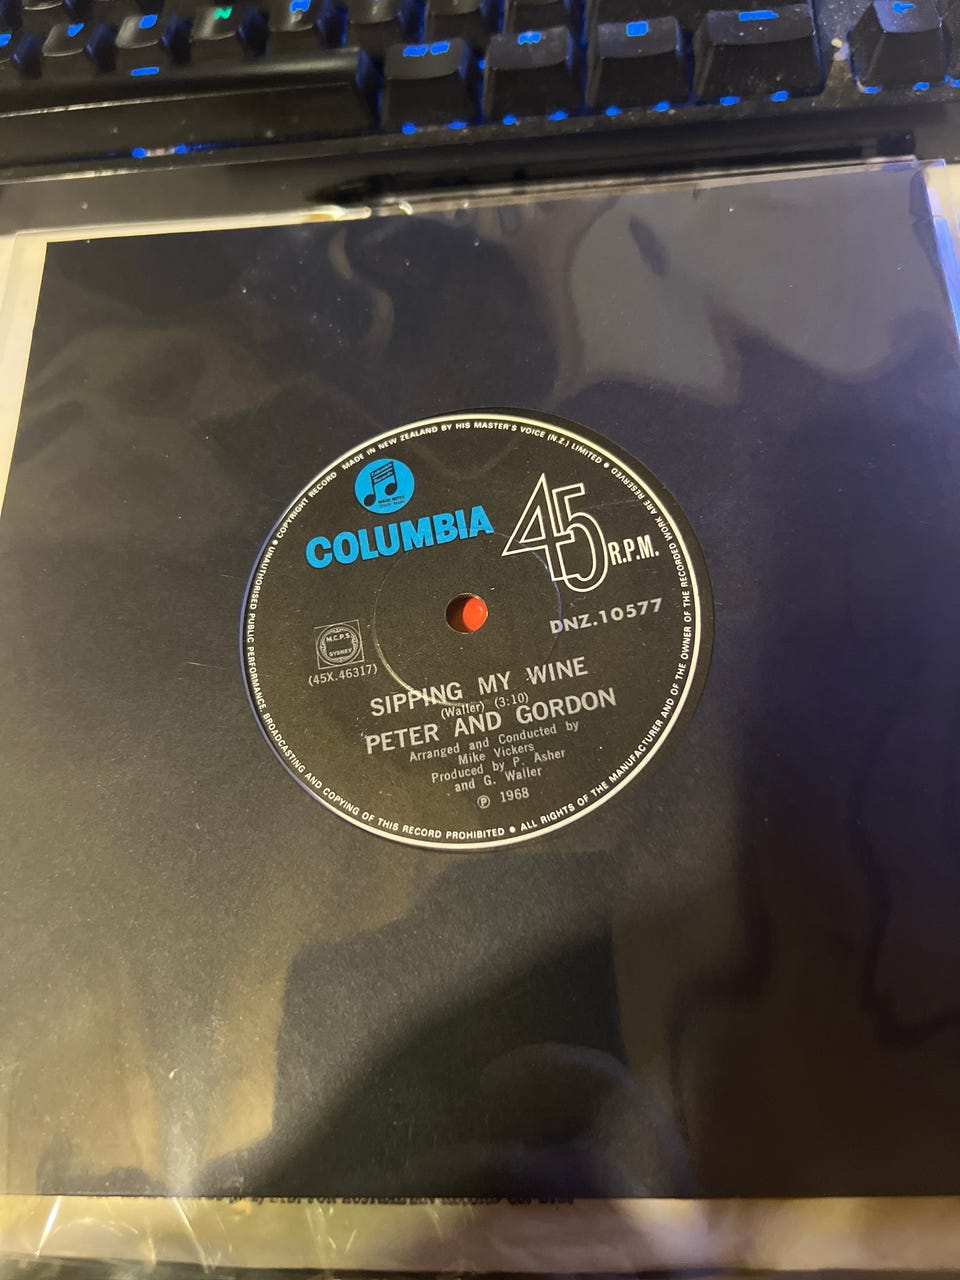 COPYRIGHT RECORD MADE IN NEW ZEALAND BY HIS MASTER'S VOICE (N.Z.) LIMITED ● ALL RIGHTS OF THE MANUFACTURER AND OF THE OWNER OF THE RECORDED WORK ARE RESERVED ● UNAUTHORISED PUBLIC PERFORMANCE, BROADCASTING AND COPYING OF THIS RECORD PROHIBITED ●
COLUMBIA
45 R.P.M.
DNZ.10577
M.C.P.S.
SYDNEY
(45X.46317)
SIPPING MY WINE
(Waller) (3:10)
PETER AND GORDON
Arranged and Conducted by
Mike Vickers
Produced by P. Asher
and G. Waller
℗ 1968